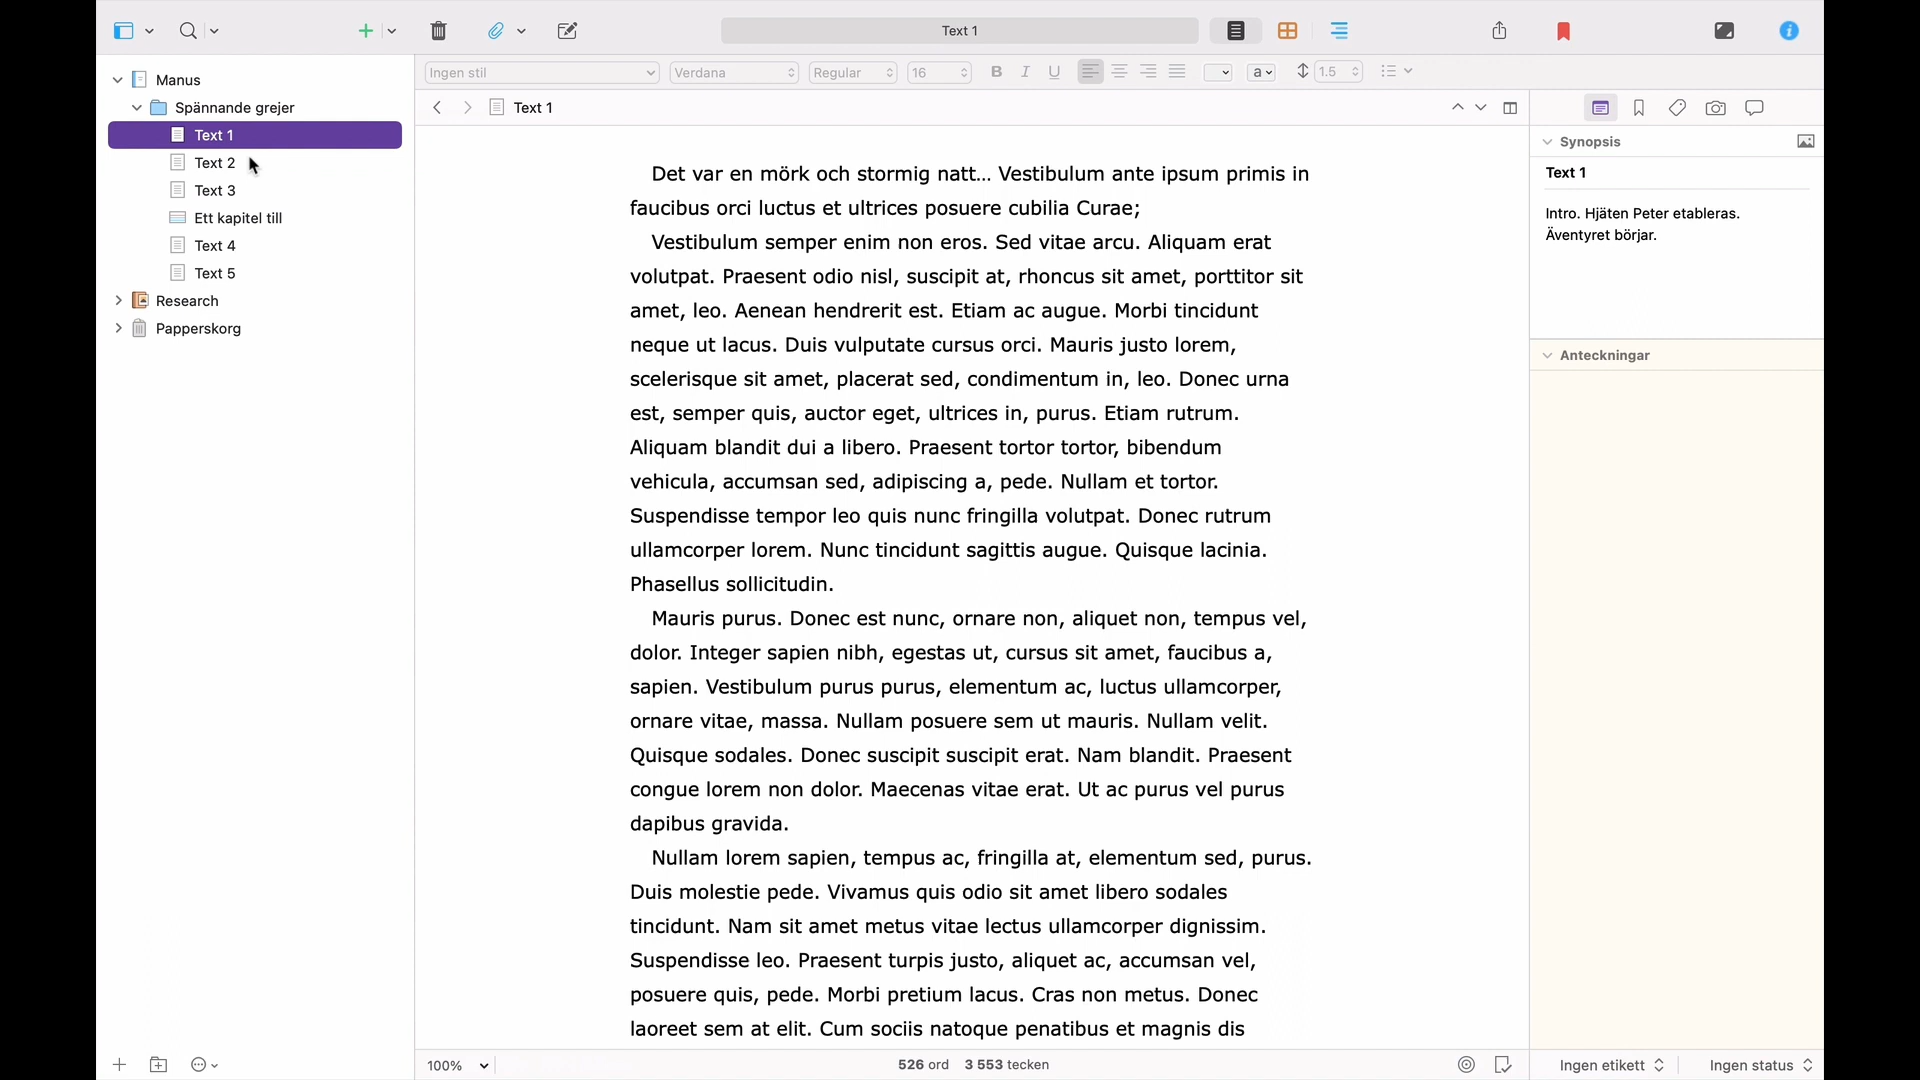 Text 1
Ingen stil
Verdana
Regular
16
B I U
a
1.5
Manus
Spännande grejer
Text 1
Text 2
Text 3
Ett kapitel till
Text 4
Text 5
Research
Papperskorg
Text 1
Det var en mörk och stormig natt... Vestibulum ante ipsum primis in
faucibus orci luctus et ultrices posuere cubilia Curae;
Vestibulum semper enim non eros. Sed vitae arcu. Aliquam erat
volutpat. Praesent odio nisl, suscipit at, rhoncus sit amet, porttitor sit
amet, leo. Aenean hendrerit est. Etiam ac augue. Morbi tincidunt
neque ut lacus. Duis vulputate cursus orci. Mauris justo lorem,
scelerisque sit amet, placerat sed, condimentum in, leo. Donec urna
est, semper quis, auctor eget, ultrices in, purus. Etiam rutrum.
Aliquam blandit dui a libero. Praesent tortor tortor, bibendum
vehicula, accumsan sed, adipiscing a, pede. Nullam et tortor.
Suspendisse tempor leo quis nunc fringilla volutpat. Donec rutrum
ullamcorper lorem. Nunc tincidunt sagittis augue. Quisque lacinia.
Phasellus sollicitudin.
Mauris purus. Donec est nunc, ornare non, aliquet non, tempus vel,
dolor. Integer sapien nibh, egestas ut, cursus sit amet, faucibus a,
sapien. Vestibulum purus purus, elementum ac, luctus ullamcorper,
ornare vitae, massa. Nullam posuere sem ut mauris. Nullam velit.
Quisque sodales. Donec suscipit suscipit erat. Nam blandit. Praesent
congue lorem non dolor. Maecenas vitae erat. Ut ac purus vel purus
dapibus gravida.
Nullam lorem sapien, tempus ac, fringilla at, elementum sed, purus.
Duis molestie pede. Vivamus quis odio sit amet libero sodales
tincidunt. Nam sit amet metus vitae lectus ullamcorper dignissim.
Suspendisse leo. Praesent turpis justo, aliquet ac, accumsan vel,
posuere quis, pede. Morbi pretium lacus. Cras non metus. Donec
laoreet sem at elit. Cum sociis natoque penatibus et magnis dis
100%
526 ord 3 553 tecken
Synopsis
Text 1
Intro. Hjäten Peter etableras.
Äventyret börjar.
Anteckningar
Ingen etikett
Ingen status